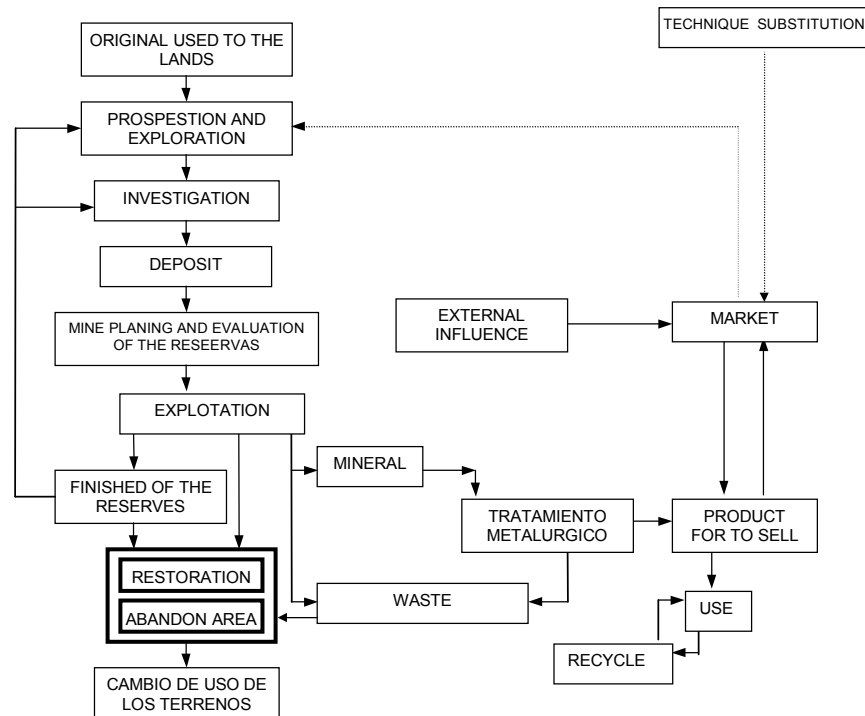 ORIGINAL USED TO THE
LANDS
TECHNIQUE SUBSTITUTION
PROSPESTION AND
EXPLORATION
INVESTIGATION
DEPOSIT
MINE PLANING AND EVALUATION
OF THE RESEERVAS
EXTERNAL
INFLUENCE
MARKET
EXPLOTATION
MINERAL
FINISHED OF THE
RESERVES
TRATAMIENTO
METALURGICO
PRODUCT
FOR TO SELL
RESTORATION
ABANDON AREA
WASTE
USE
RECYCLE
CAMBIO DE USO DE
LOS TERRENOS